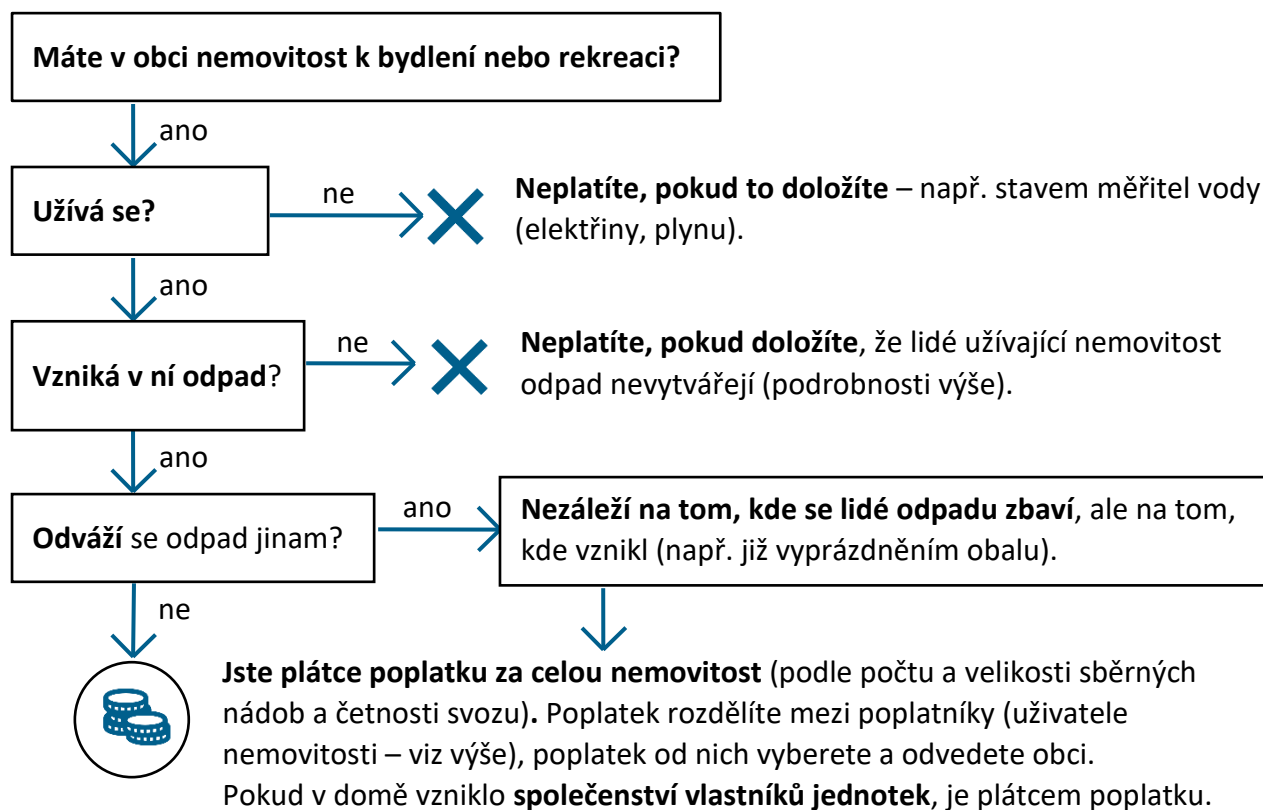 Máte v obci nemovitost k bydlení nebo rekreaci?
ano
Užívá se?
ne
Neplatíte, pokud to doložíte – např. stavem měřitel vody
(elektřiny, plynu).
ano
Vzniká v ní odpad?
ne
Neplatíte, pokud doložíte, že lidé užívající nemovitost
odpad nevytvářejí (podrobnosti výše).
ano
Odváží se odpad jinam?
ano
Nezáleží na tom, kde se lidé odpadu zbaví, ale na tom,
kde vznikl (např. již vyprázdněním obalu).
ne
Jste plátce poplatku za celou nemovitost (podle počtu a velikosti sběrných
nádob a četnosti svozu). Poplatek rozdělíte mezi poplatníky (uživatele
nemovitosti – viz výše), poplatek od nich vyberete a odvedete obci.
Pokud v domě vzniklo společenství vlastníků jednotek, je plátcem poplatku.